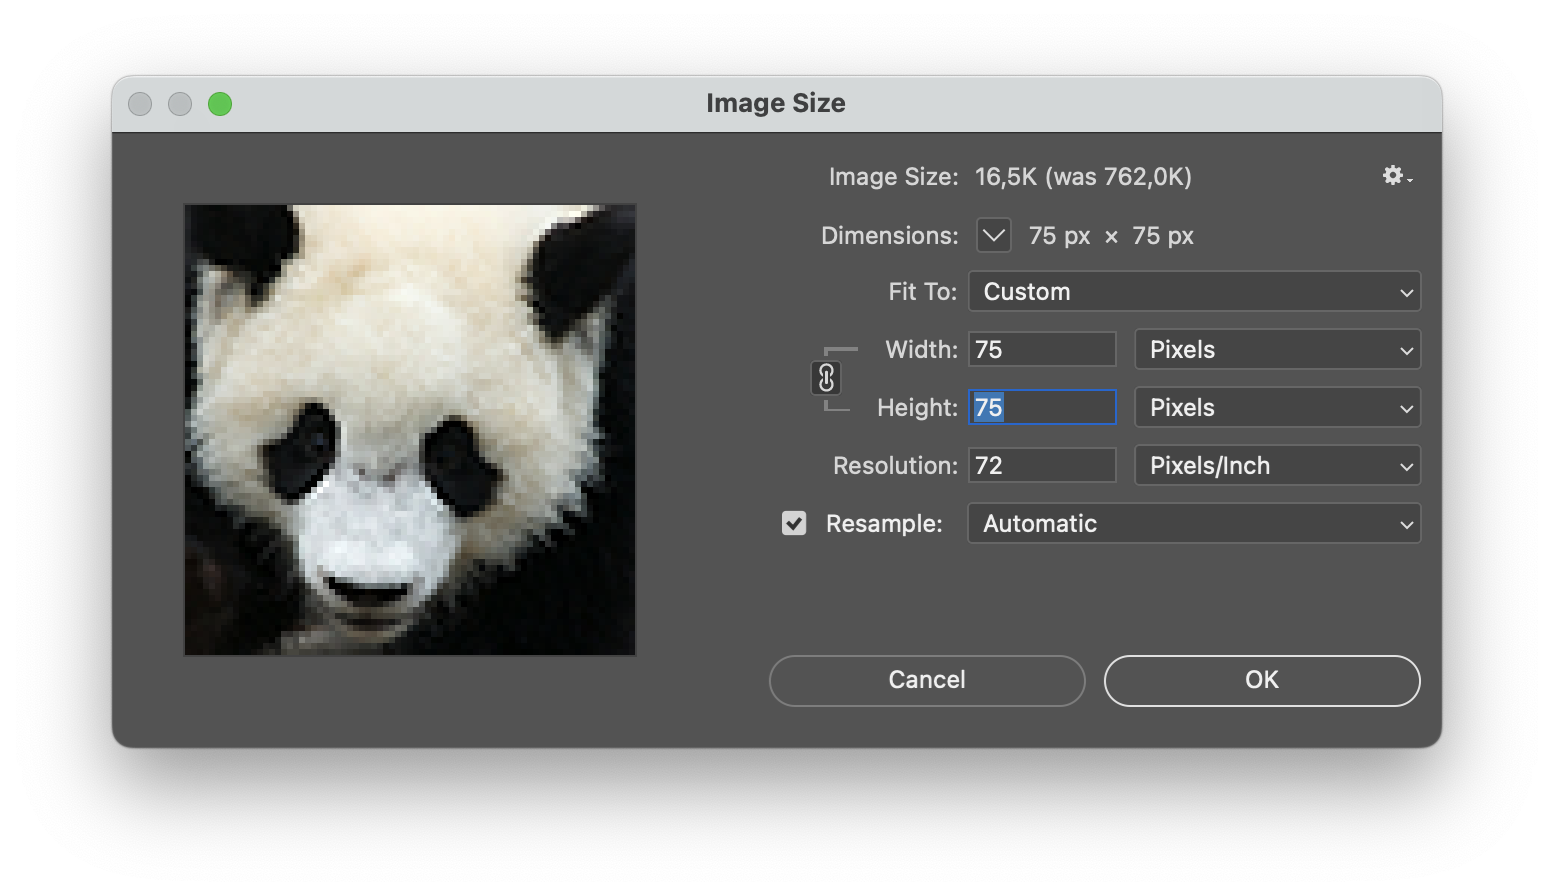 Image Size
Image Size: 16,5K (was 762,0K)
Dimensions: 75 px × 75 px
Fit To: Custom
Width: 75 Pixels
Height: 75 Pixels
Resolution: 72 Pixels/Inch
Resample: Automatic
Cancel OK